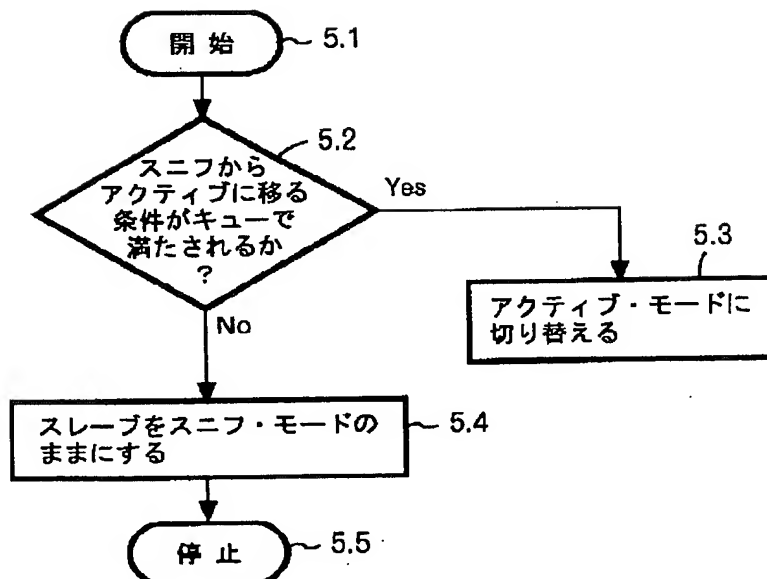 開 始
5.1
5.2
スニフから
アクティブに移る
条件がキューで
満たされるか
?
Yes
5.3
アクティブ・モードに
切り替える
No
スレーブをスニフ・モードの
ままにする
5.4
停 止
5.5